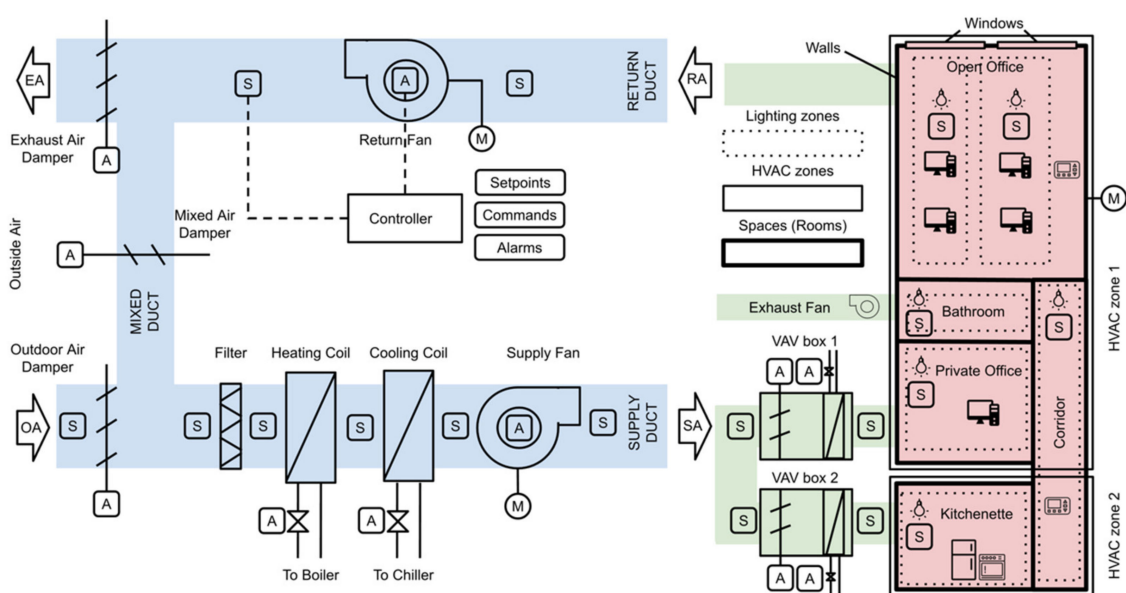 Windows
Walls
Open Office
EA
S
A
S
RETURN
DUCT
RA
Exhaust Air
Damper
A
Return Fan
M
Lighting zones
S
S
Setpoints
HVAC zones
Controller
Commands
Mixed Air
Damper
Alarms
Spaces (Rooms)
M
Outside Air
A
MIXED
DUCT
HVAC zone 1
Exhaust Fan
S
Bathroom
S
Outdoor Air
Damper
Filter
Heating Coil
Cooling Coil
Supply Fan
VAV box 1
A
A
Private Office
S
Corridor
OA
S
S
S
S
S
A
S
SUPPLY
DUCT
SA
S
S
A
M
VAV box 2
HVAC zone 2
A
A
S
S
S
Kitchenette
To Boiler
To Chiller
A
A